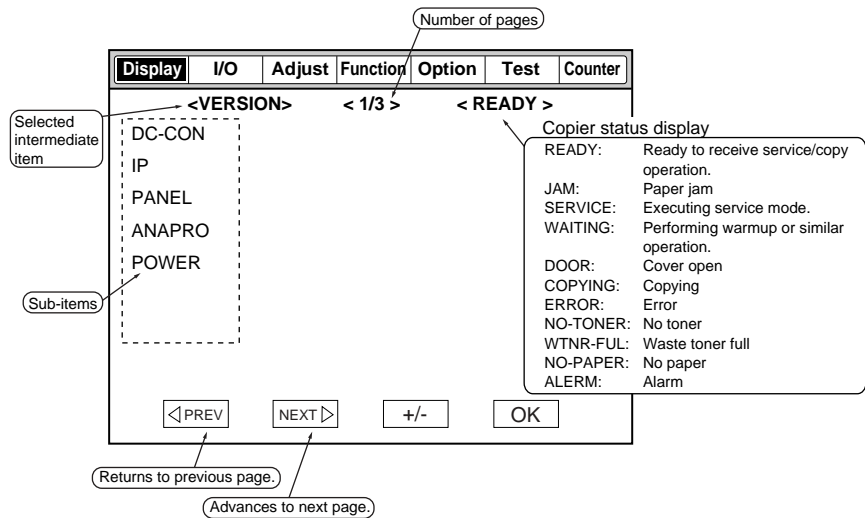 Number of pages
Display I/O Adjust Function Option Test Counter
<VERSION> < 1/3 > < READY >
Selected
intermediate
item
DC-CON
IP
PANEL
ANAPRO
POWER
Sub-items
Copier status display
READY: Ready to receive service/copy
operation.
JAM: Paper jam
SERVICE: Executing service mode.
WAITING: Performing warmup or similar
operation.
DOOR: Cover open
COPYING: Copying
ERROR: Error
NO-TONER: No toner
WTNR-FUL: Waste toner full
NO-PAPER: No paper
ALERM: Alarm
PREV NEXT +/- OK
Returns to previous page.
Advances to next page.